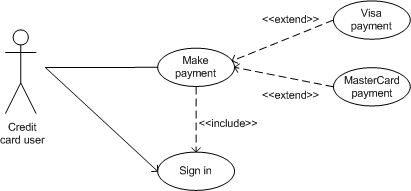 Visa
payment
<<extend>>
Make
payment
MasterCard
payment
<<extend>>
Credit
card user
<<include>>
Sign in